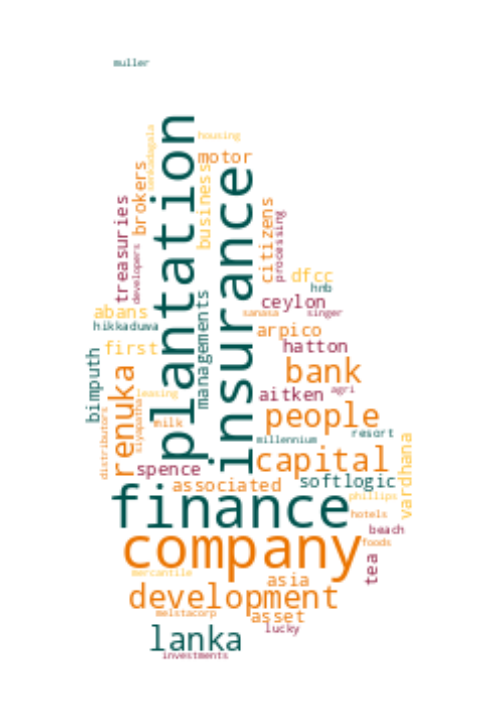 muller
plantation
insurance
housing
motor
senkadagala
brokers
business
treasuries
developers
citizens
processing
dfcc
hnb
ceylon
sanasa
singer
abans
hikkaduwa
managements
arpico
first
hatton
bimputh
renuka
bank
aitken
agri
leasing
siyapatha
milk
people
distributors
millennium
resort
vardhana
spence
capital
associated
softlogic
phillips
finance
hotels
beach
company
foods
tea
mercantile
asia
development
melstacorp
asset
lucky
lanka
investments